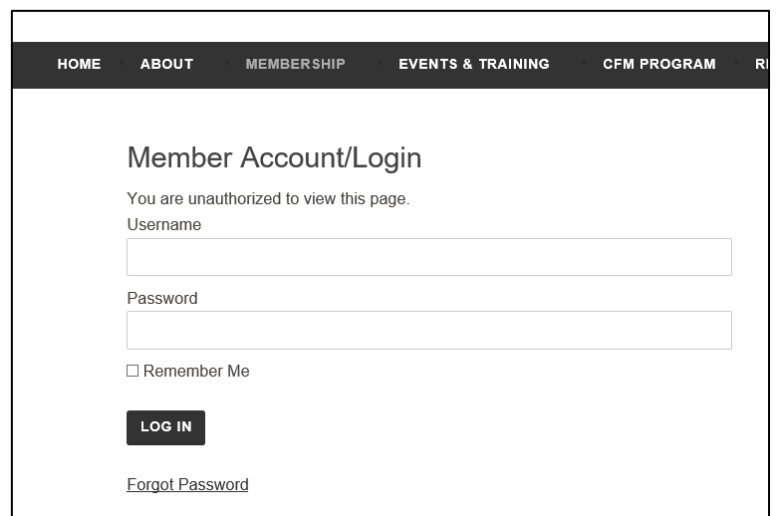 HOME ABOUT MEMBERSHIP EVENTS & TRAINING CFM PROGRAM
Member Account/Login
You are unauthorized to view this page.
Username
Password
Remember Me
LOG IN
Forgot Password